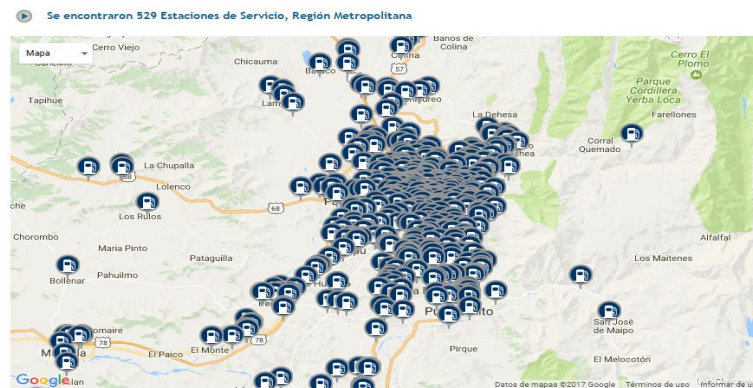 Se encontraron 529 Estaciones de Servicio, Región Metropolitana
Mapa
Cerro Viejo
Baños de
Colina
Cerro El
Plomo
Chicauma
57
Parque
Cordillera
Yerba Loca
Tapihue
La Dehesa
Farellones
Corral
Quemado
La Chupalla
68
Lolenco
68
Los Rulos
Chorombo
Maria Pinto
Alfalfal
Pataguilla
Los Maitenes
Bollenar
Pahuilmo
San José
de Maipo
78
78
El Paico
El Monte
Pirque
El Melocotón
Google
Datos de mapas ©2017 Google
Términos de uso
Informar de u